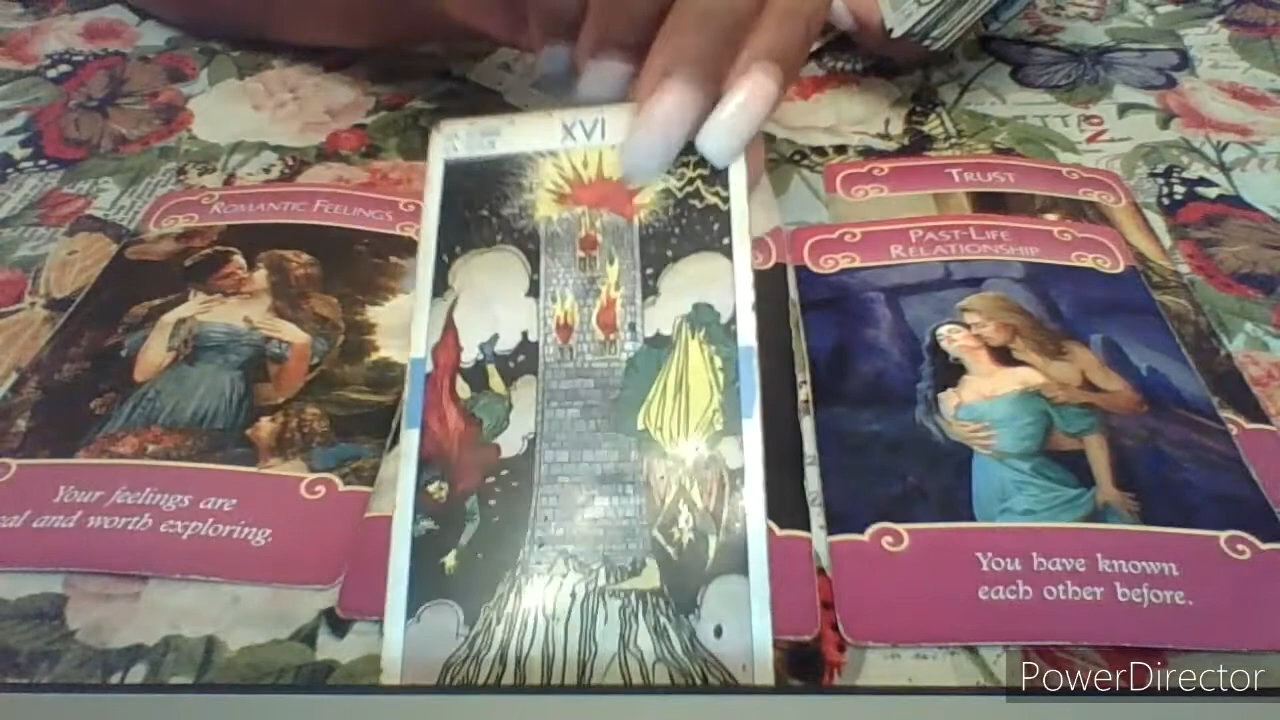 XVI
ROMANTIC FEELINGS
Your feelings are
real and worth exploring.
TRUST
PAST-LIFE
RELATIONSHIP
You have known
each other before.
PowerDirector